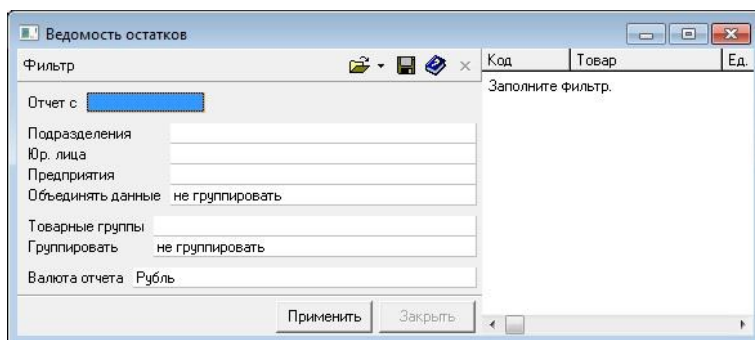 Ведомость остатков
Фильтр
Отчет с
Подразделения
Юр. лица
Предприятия
Объединять данные не группировать
Товарные группы
Группировать не группировать
Валюта отчета Рубль
Применить Закрыть
Код Товар Ед.
Заполните фильтр.